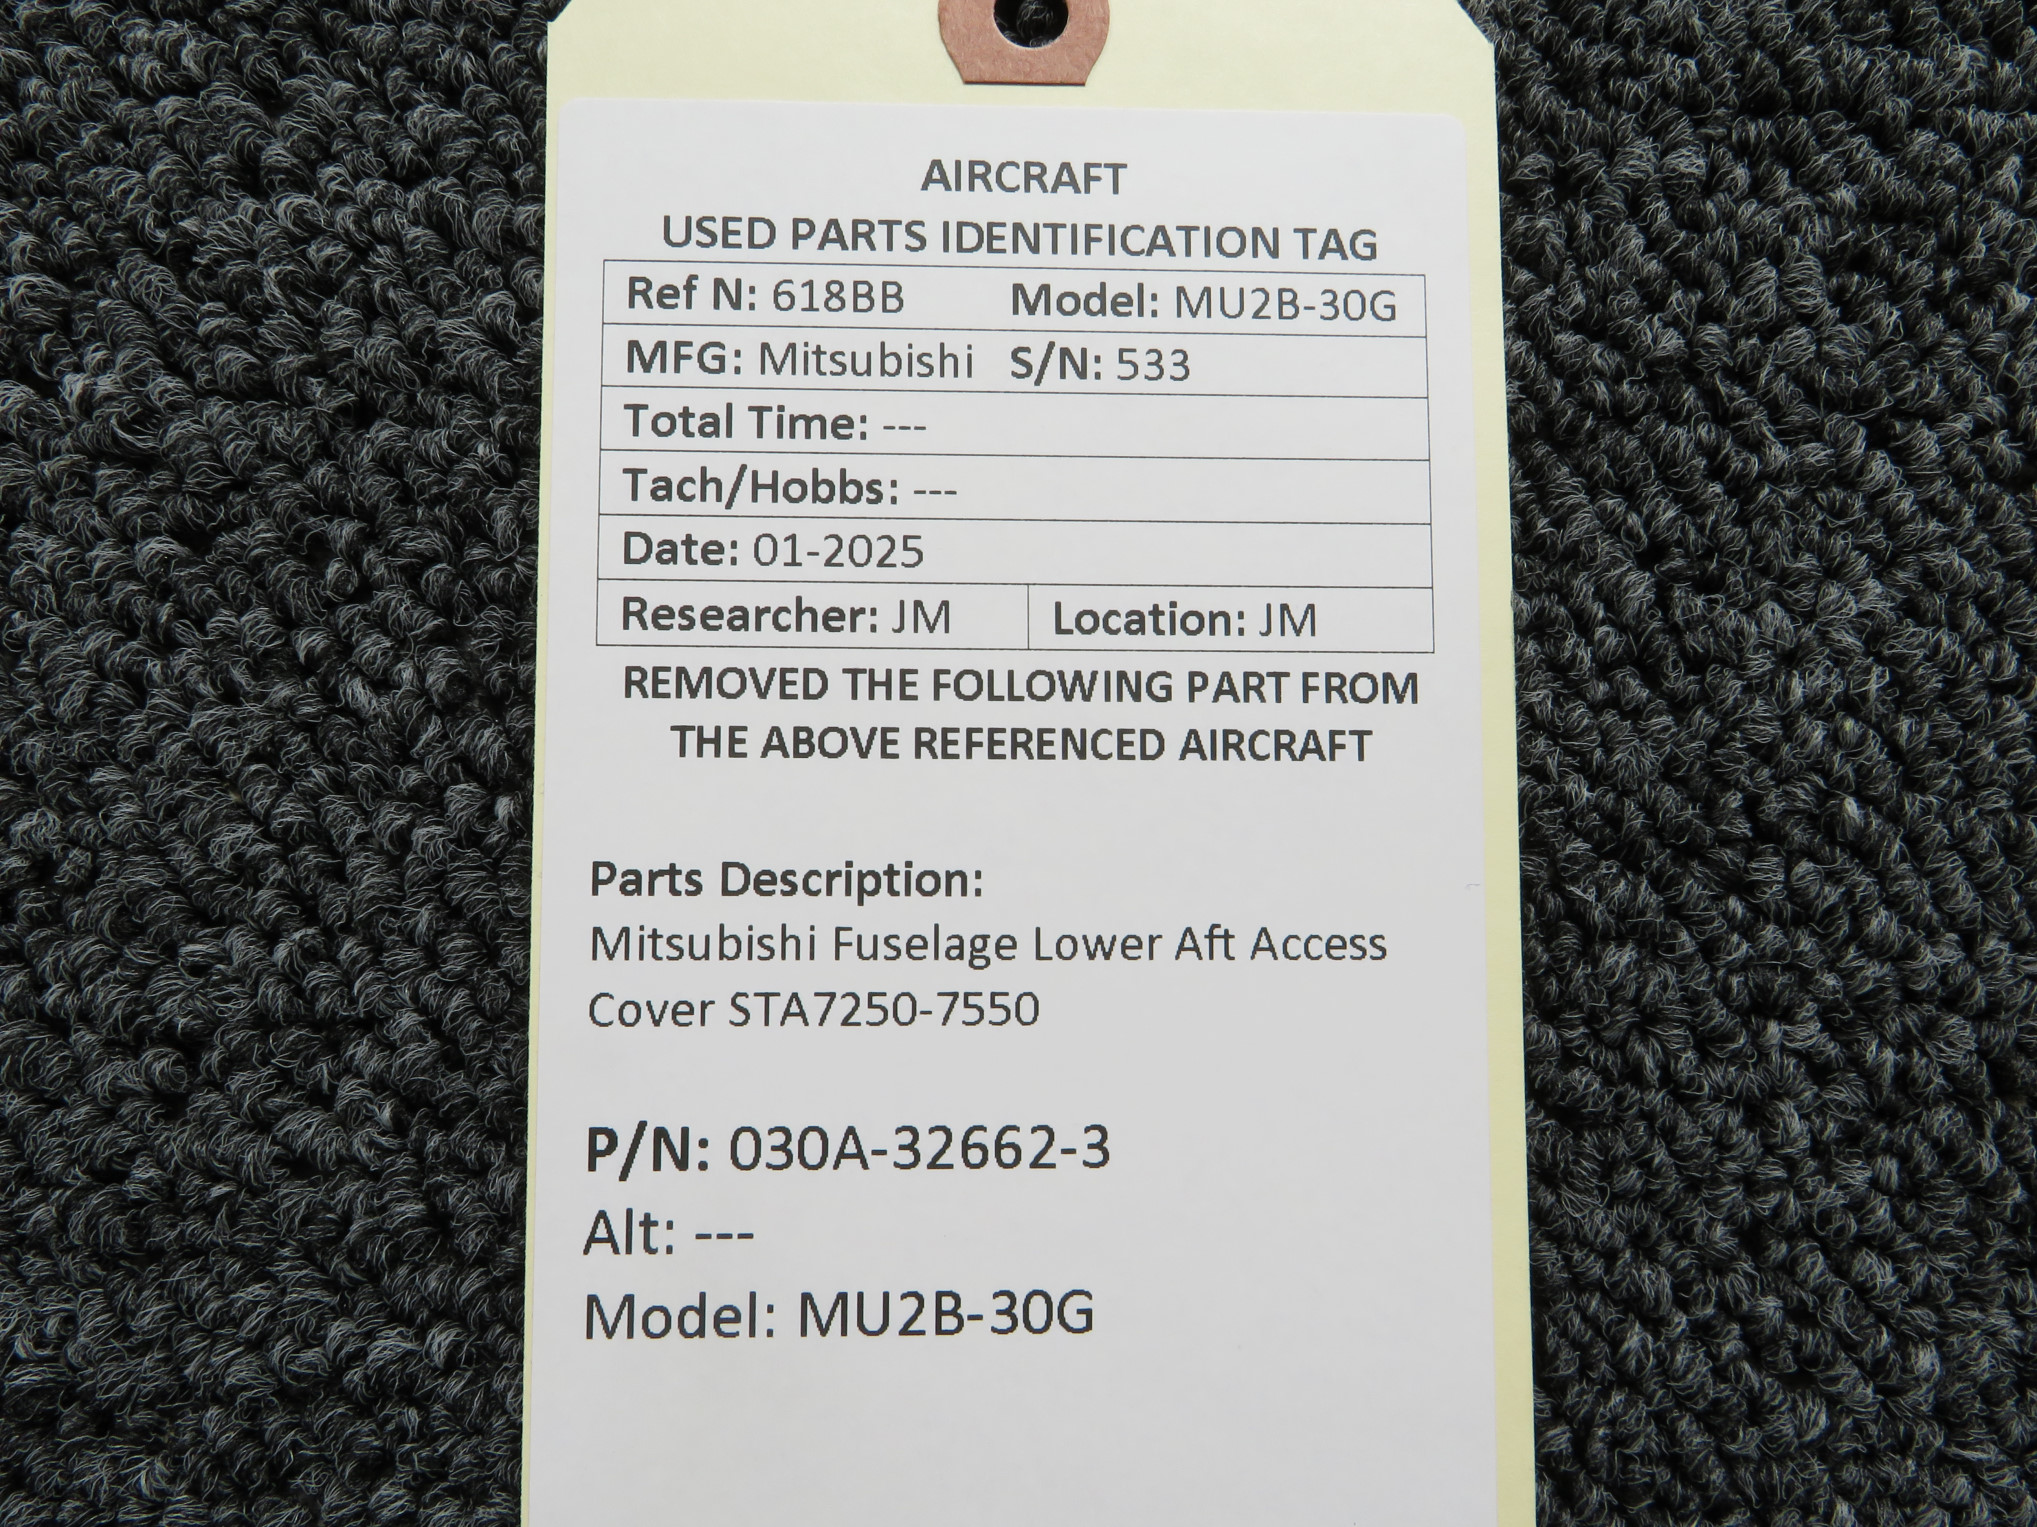 AIRCRAFT
USED PARTS IDENTIFICATION TAG
Ref N: 618BB Model: MU2B-30G
MFG: Mitsubishi S/N: 533
Total Time: ---
Tach/Hobbs: ---
Date: 01-2025
Researcher: JM Location: JM
REMOVED THE FOLLOWING PART FROM
THE ABOVE REFERENCED AIRCRAFT
Parts Description:
Mitsubishi Fuselage Lower Aft Access
Cover STA7250-7550
P/N: 030A-32662-3
Alt: ---
Model: MU2B-30G